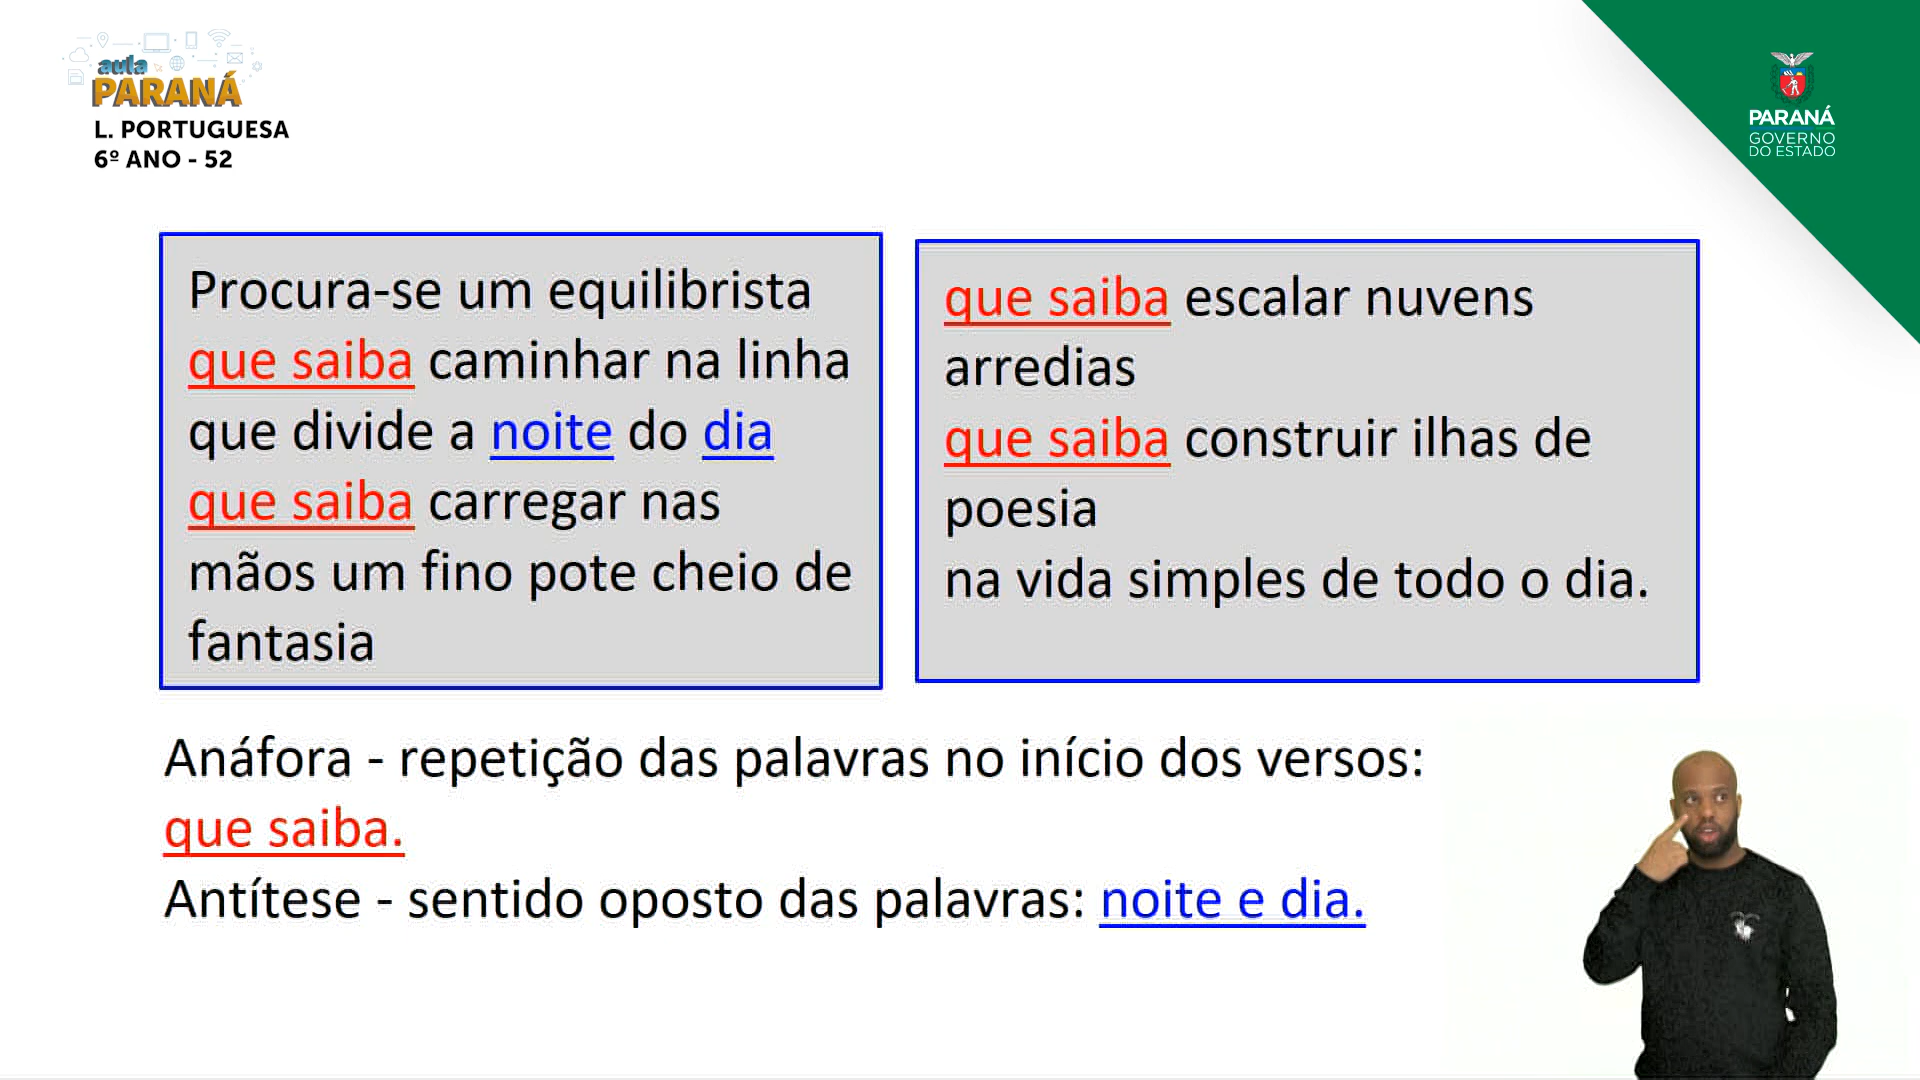 aula
PARANÁ
L. PORTUGUESA
6º ANO - 52
PARANÁ
GOVERNO
DO ESTADO
Procura-se um equilibrista
que saiba caminhar na linha
que divide a noite do dia
que saiba carregar nas
mãos um fino pote cheio de
fantasia
que saiba escalar nuvens
arredias
que saiba construir ilhas de
poesia
na vida simples de todo o dia.
Anáfora - repetição das palavras no início dos versos:
que saiba.
Antítese - sentido oposto das palavras: noite e dia.